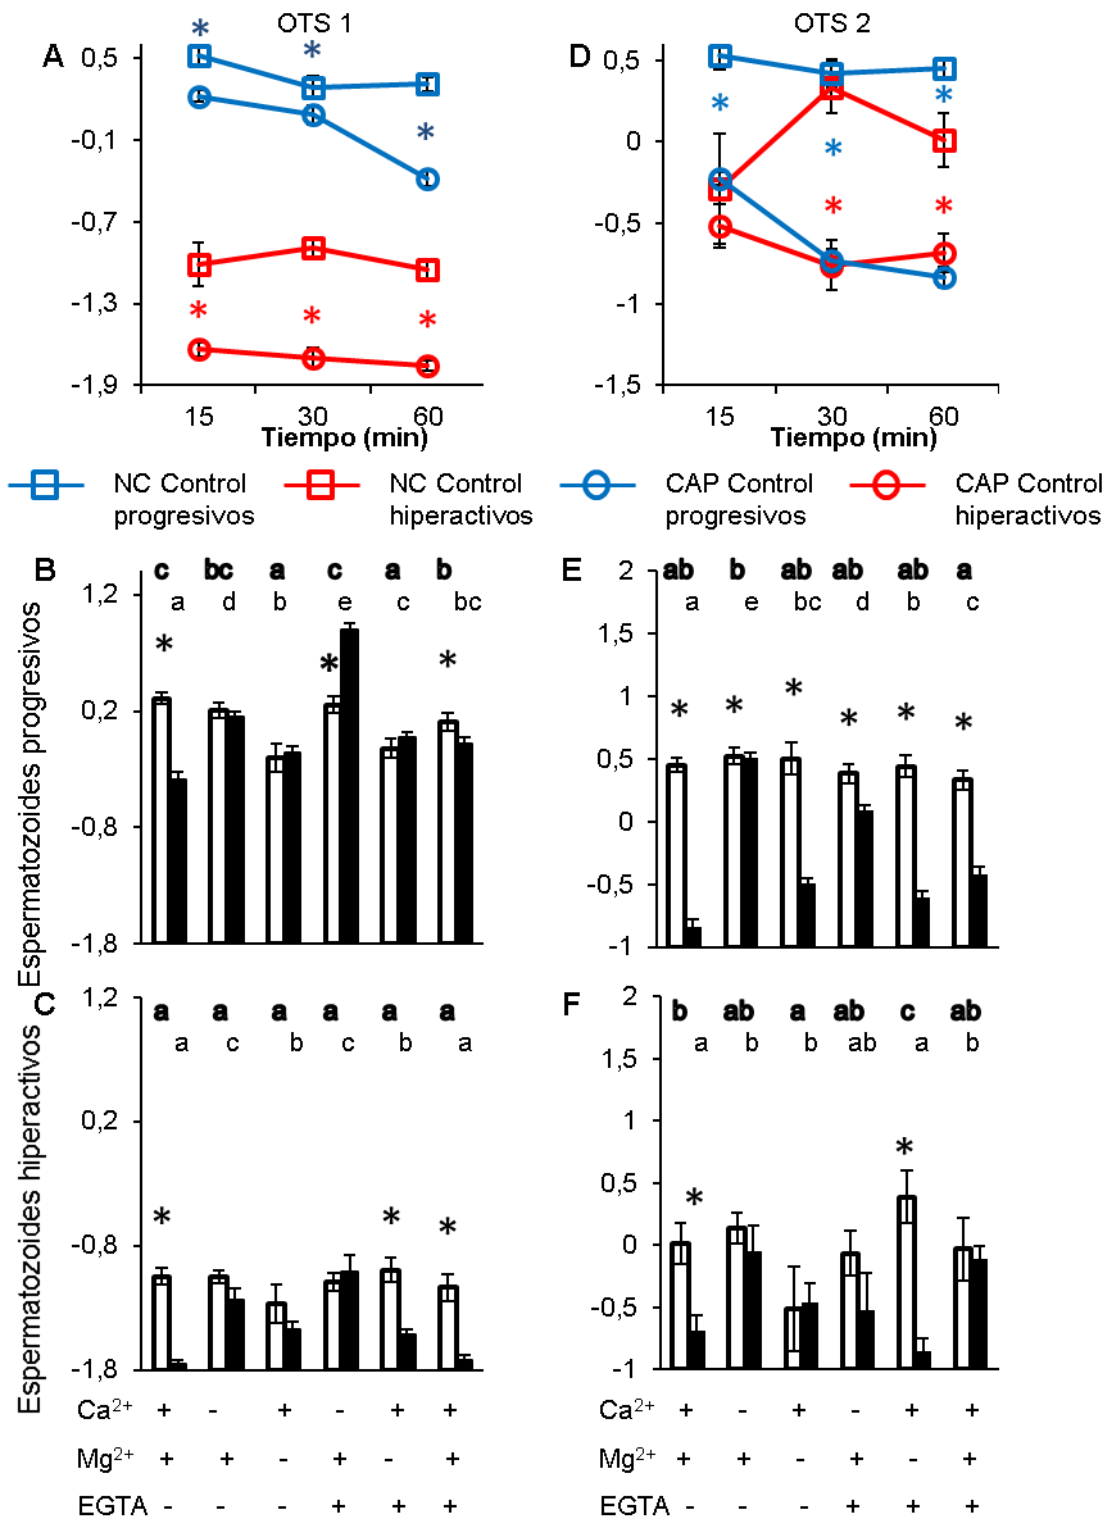 OTS 1
OTS 2
A
*
*
*
*
*
*
0,5
-0,1
-0,7
-1,3
-1,9
15
30
60
Tiempo (min)
D
*
*
*
*
*
0,5
0
-0,5
-1
-1,5
15
30
60
Tiempo (min)
NC Control
progresivos
NC Control
hiperactivos
CAP Control
progresivos
CAP Control
hiperactivos
B
Espermatozoides progresivos
c bc a c a b
a d b e c bc
* * *
1,2
0,2
-0,8
-1,8
E
ab b ab ab ab a
a e bc d b c
* * * * * *
2
1,5
1
0,5
0
-0,5
-1
C
Espermatozoides hiperactivos
a a a a a a
a c b c b a
* * *
1,2
0,2
-0,8
-1,8
Ca2+ + - + - + +
Mg2+ + + - + - +
EGTA - - - + + +
F
b ab a ab c ab
a b b ab a b
* *
2
1,5
1
0,5
0
-0,5
-1
Ca2+ + - + - + +
Mg2+ + + - + - +
EGTA - - - + + +